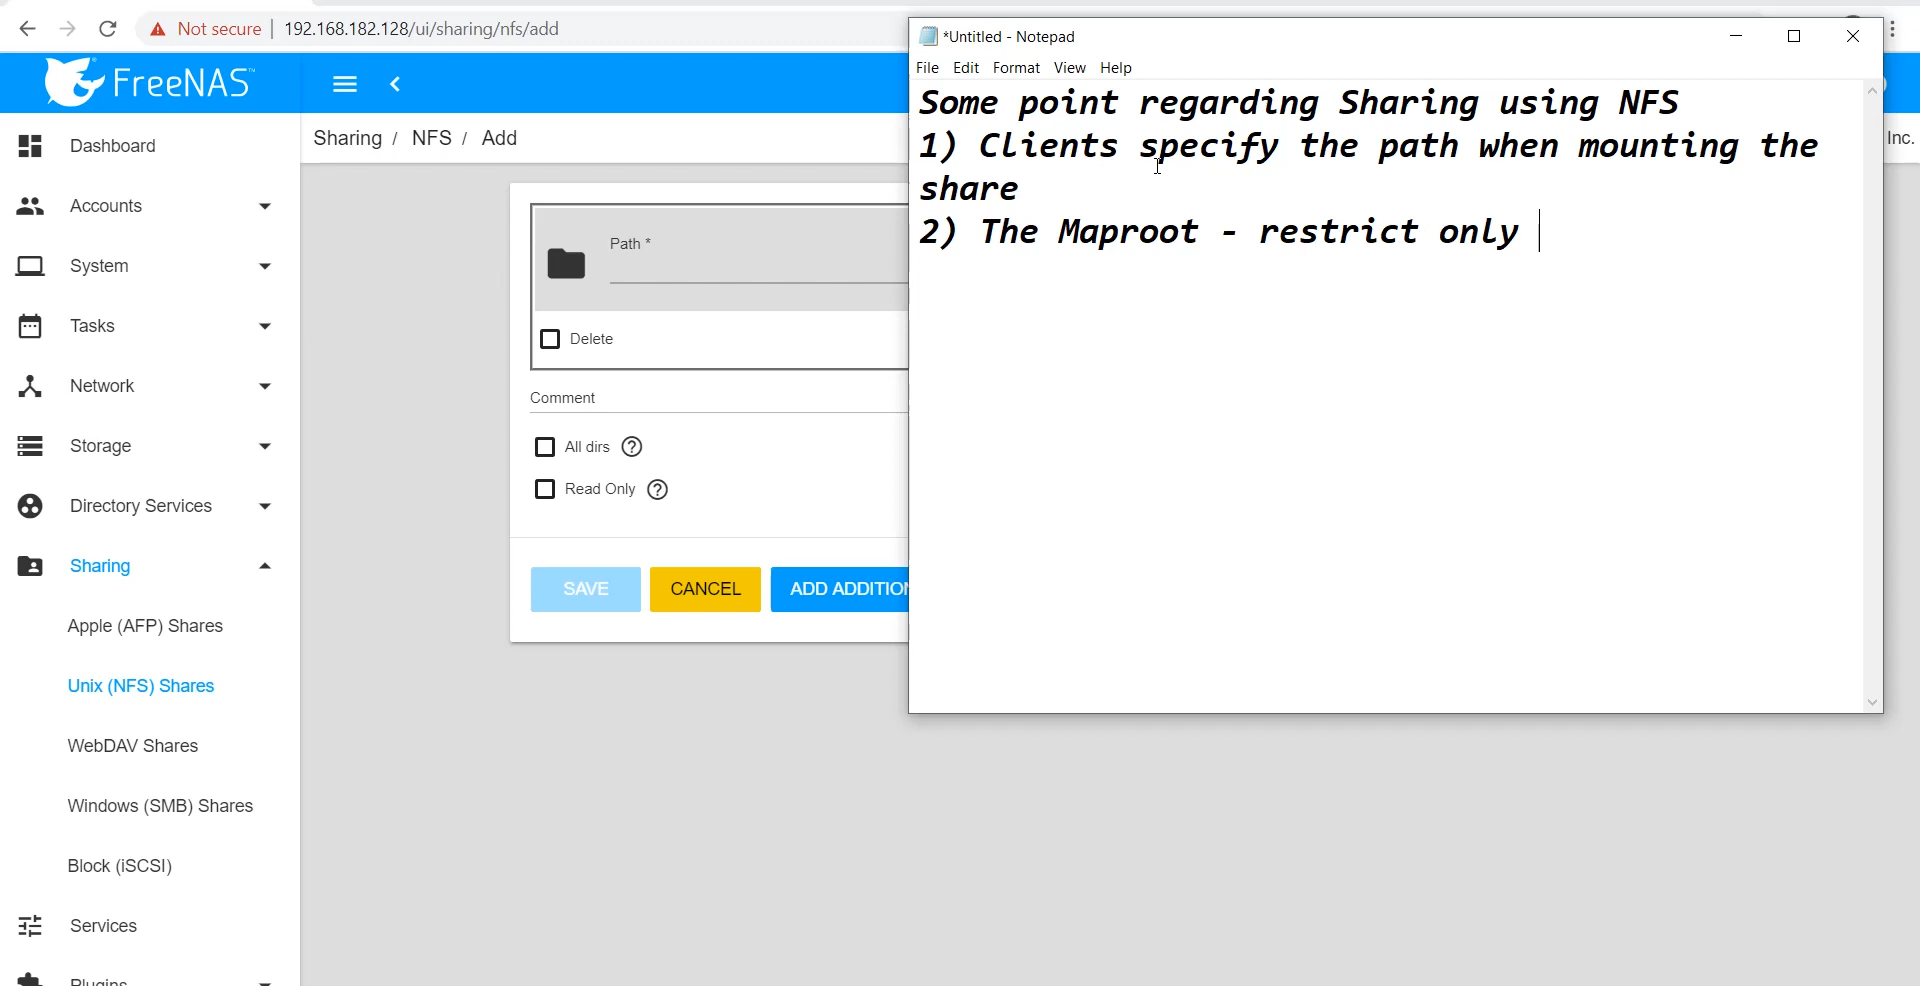 Not secure 192.168.182.128/ui/sharing/nfs/add
FreeNAS™
Dashboard
Accounts
System
Tasks
Network
Storage
Directory Services
Sharing
Apple (AFP) Shares
Unix (NFS) Shares
WebDAV Shares
Windows (SMB) Shares
Block (iSCSI)
Services
Plugins
Sharing / NFS / Add
Inc.
Path *
Delete
Comment
All dirs
Read Only
SAVE CANCEL ADD ADDITION
*Untitled - Notepad
File Edit Format View Help
Some point regarding Sharing using NFS
1) Clients specify the path when mounting the
share
2) The Maproot - restrict only